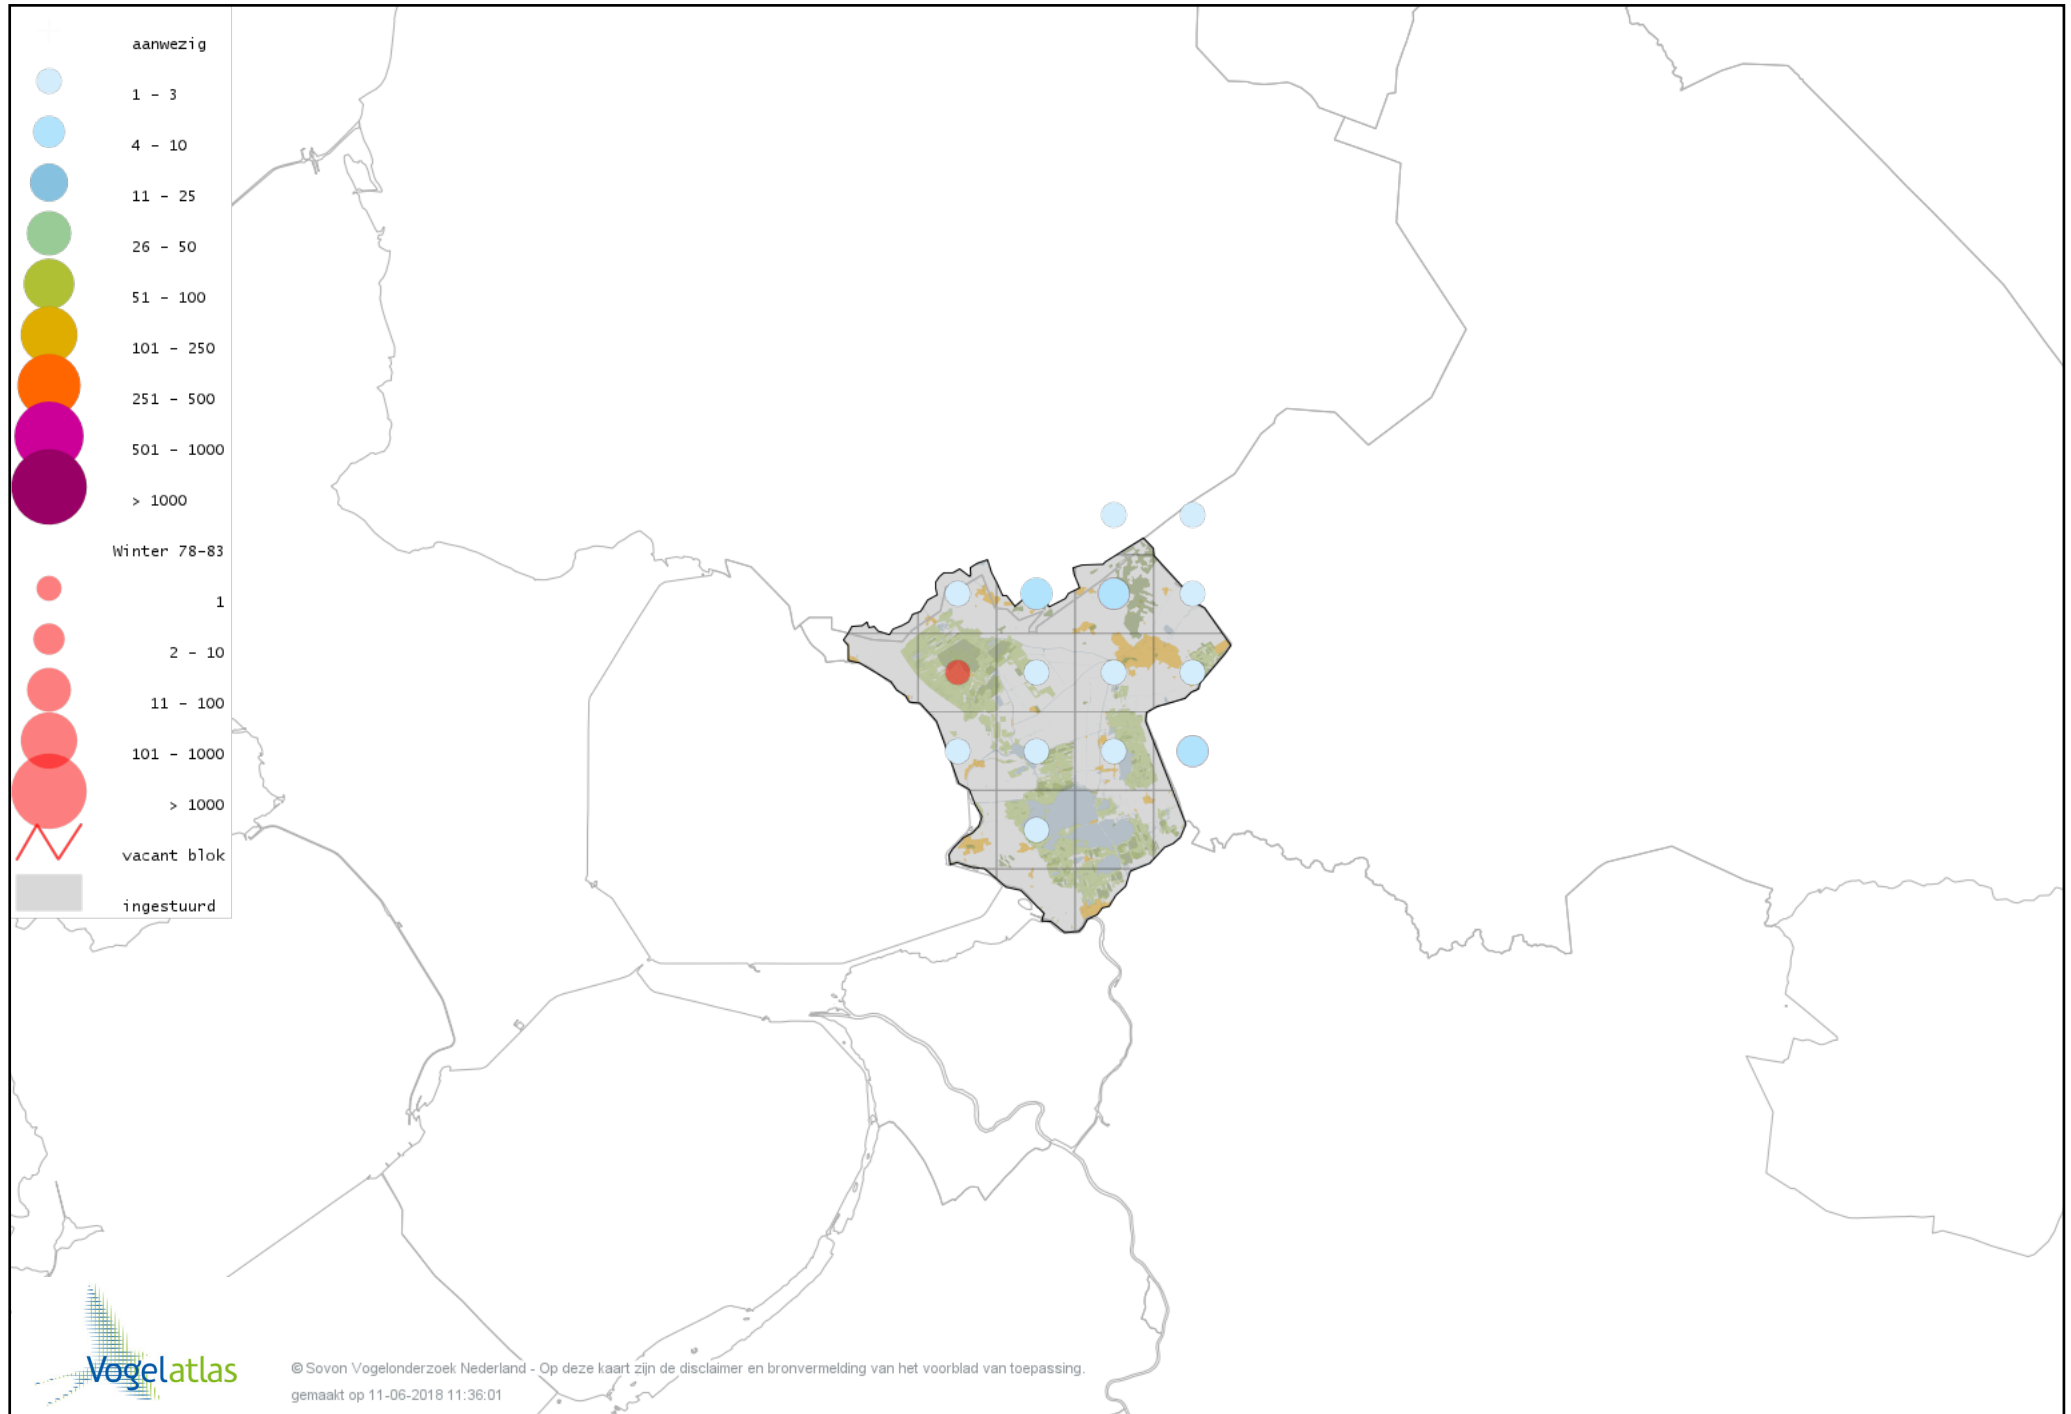 aanwezig
1 - 3
4 - 10
11 - 25
26 - 50
51 - 100
101 - 250
251 - 500
501 - 1000
> 1000
Winter 78-83
1
2 - 10
11 - 100
101 - 1000
> 1000
vacant blok
ingestuurd
Vogelatlas
© Sovon Vogelonderzoek Nederland - Op deze kaart zijn de disclaimer en bronvermelding van het voorblad van toepassing.
gemaakt op 11-06-2018 11:36:01